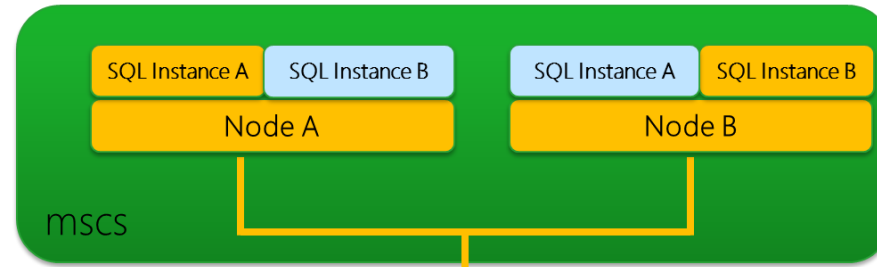 SQL Instance A
SQL Instance B
SQL Instance A
SQL Instance B
Node A
Node B
mscs